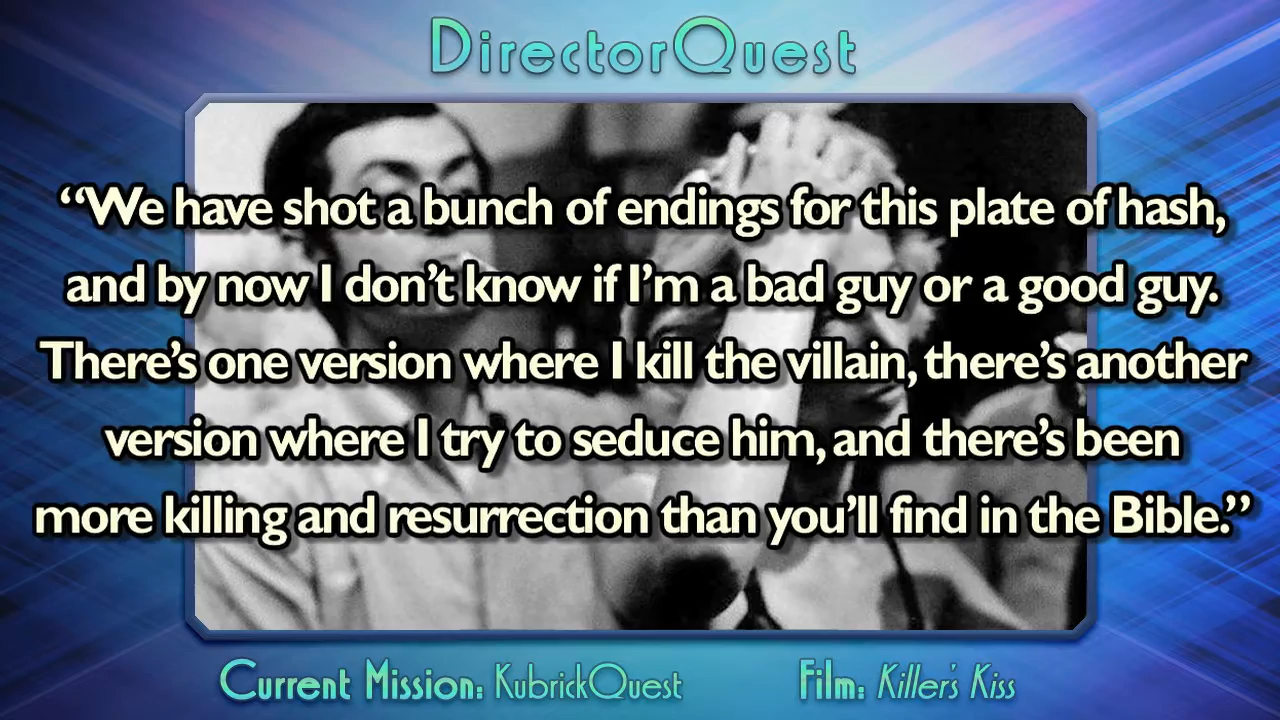 DirectorQuest
“We have shot a bunch of endings for this plate of hash,
and by now I don’t know if I’m a bad guy or a good guy.
There’s one version where I kill the villain, there’s another
version where I try to seduce him, and there’s been
more killing and resurrection than you’ll find in the Bible.”
Current Mission: KubrickQuest
Film: Killer’s Kiss